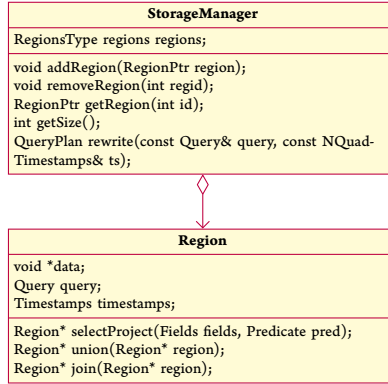 StorageManager
RegionsType regions regions;
void addRegion(RegionPtr region);
void removeRegion(int regid);
RegionPtr getRegion(int id);
int getSize();
QueryPlan rewrite(const Query& query, const NQuad-
Timestamps& ts);
Region
void *data;
Query query;
Timestamps timestamps;
Region* selectProject(Fields fields, Predicate pred);
Region* union(Region* region);
Region* join(Region* region);